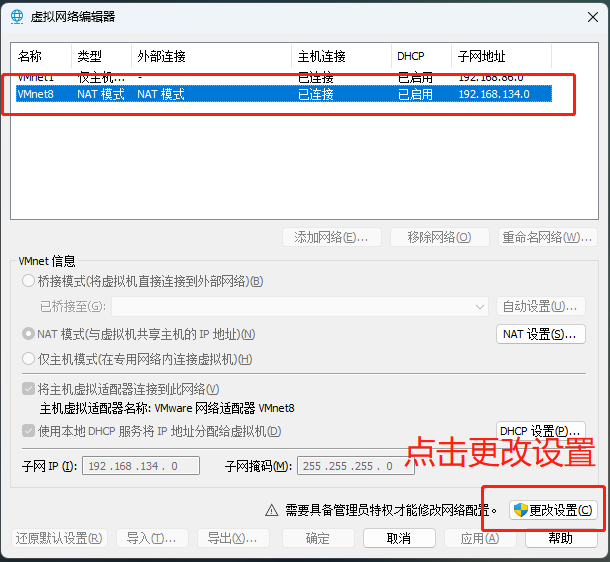 虚拟网络编辑器
名称 类型 外部连接 主机连接 DHCP 子网地址
VMnet1 仅主机... - 已连接 已启用 192.168.86.0
VMnet8 NAT 模式 NAT 模式 已连接 已启用 192.168.134.0
添加网络(E)... 移除网络(O) 重命名网络(W)...
VMnet 信息
桥接模式(将虚拟机直接连接到外部网络)(B)
已桥接至(G): 自动设置(U)...
NAT 模式(与虚拟机共享主机的 IP 地址)(N) NAT 设置(S)...
仅主机模式(在专用网络内连接虚拟机)(H)
将主机虚拟适配器连接到此网络(V)
主机虚拟适配器名称: VMware 网络适配器 VMnet8
使用本地 DHCP 服务将 IP 地址分配给虚拟机(D) DHCP 设置(P)...
点击更改设置
子网 IP (I): 192 .168 .134 . 0 子网掩码(M): 255 .255 .255 . 0
需要具备管理员特权才能修改网络配置。 更改设置(C)
还原默认设置(R) 导入(T)... 导出(X)... 确定 取消 应用(A) 帮助